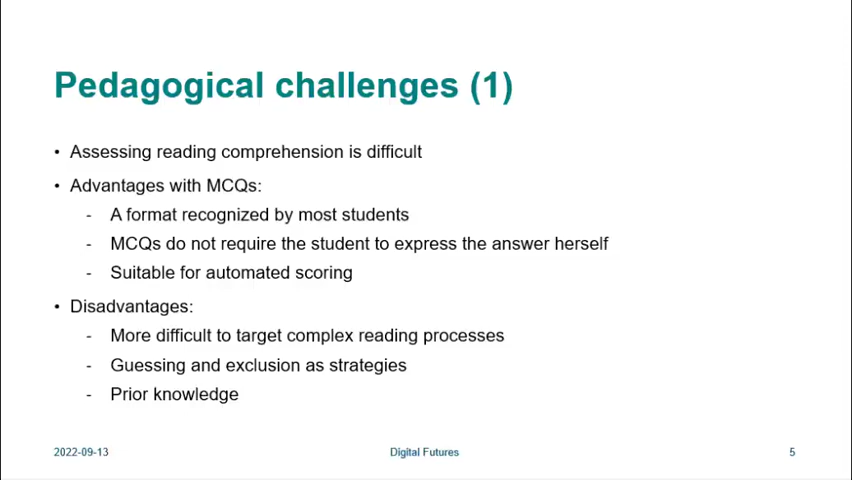 Pedagogical challenges (1)
• Assessing reading comprehension is difficult
• Advantages with MCQs:
- A format recognized by most students
- MCQs do not require the student to express the answer herself
- Suitable for automated scoring
• Disadvantages:
- More difficult to target complex reading processes
- Guessing and exclusion as strategies
- Prior knowledge
2022-09-13
Digital Futures
5